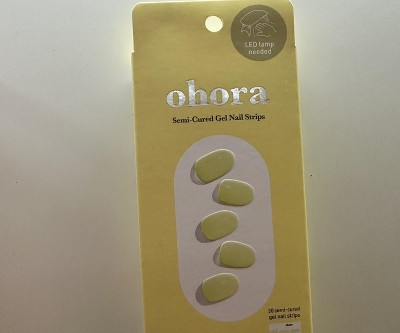 LED lamp
needed
ohora
Semi-Cured Gel Nail Strips
30 semi-cured
gel nail strips